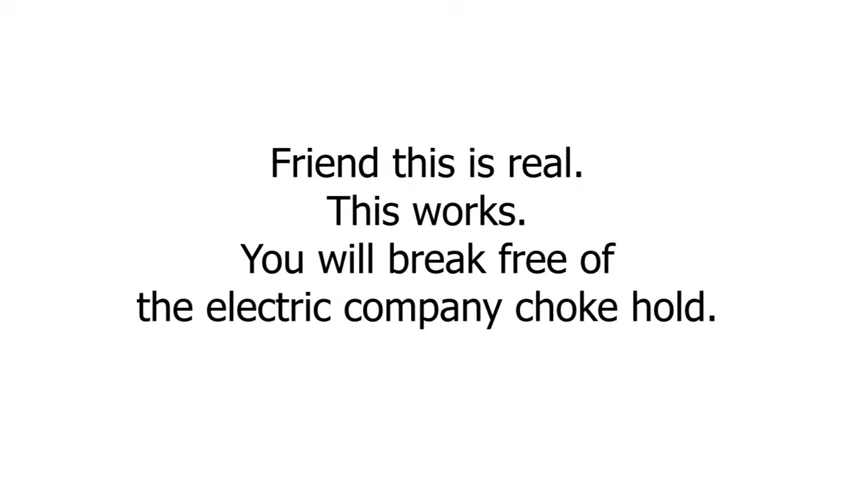 Friend this is real.
This works.
You will break free of
the electric company choke hold.